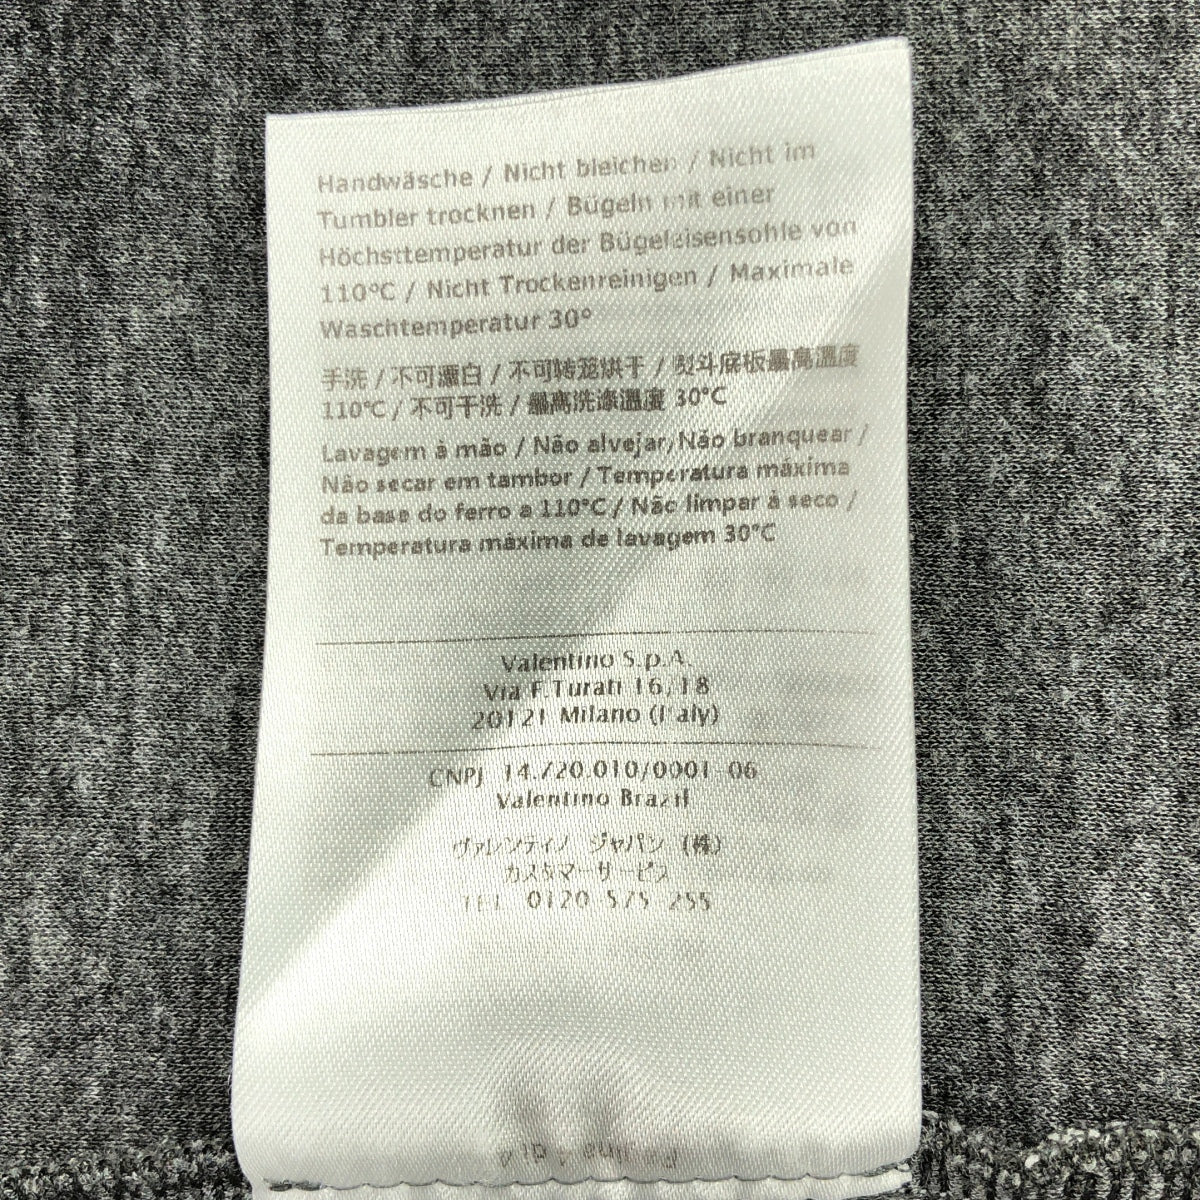 Handwäsche / Nicht bleichen / Nicht im
Tumbler trocknen / Bügeln mit einer
Höchsttemperatur der Bügeleisensohle von
110°C / Nicht Trockenreinigen / Maximale
Waschtemperatur 30°
手洗 / 不可漂白 / 不可转笼烘干 / 熨斗底板最高温度
110°C / 不可干洗 / 最高洗涤温度 30°C
Lavagem à mão / Não alvejar/Não branquear /
Não secar em tambor / Temperatura máxima
da base do ferro a 110°C / Não limpar à seco /
Temperatura máxima de lavagem 30°C
Valentino S.p.A.
Via F.Turati 16/18
20121 Milano (Italy)
CNPJ 14.720.010/0001-06
Valentino Brazil
ヴァレンティノ ジャパン (株)
カスタマーサービス
TEL 0120 575 255
Pagina 4 di 4